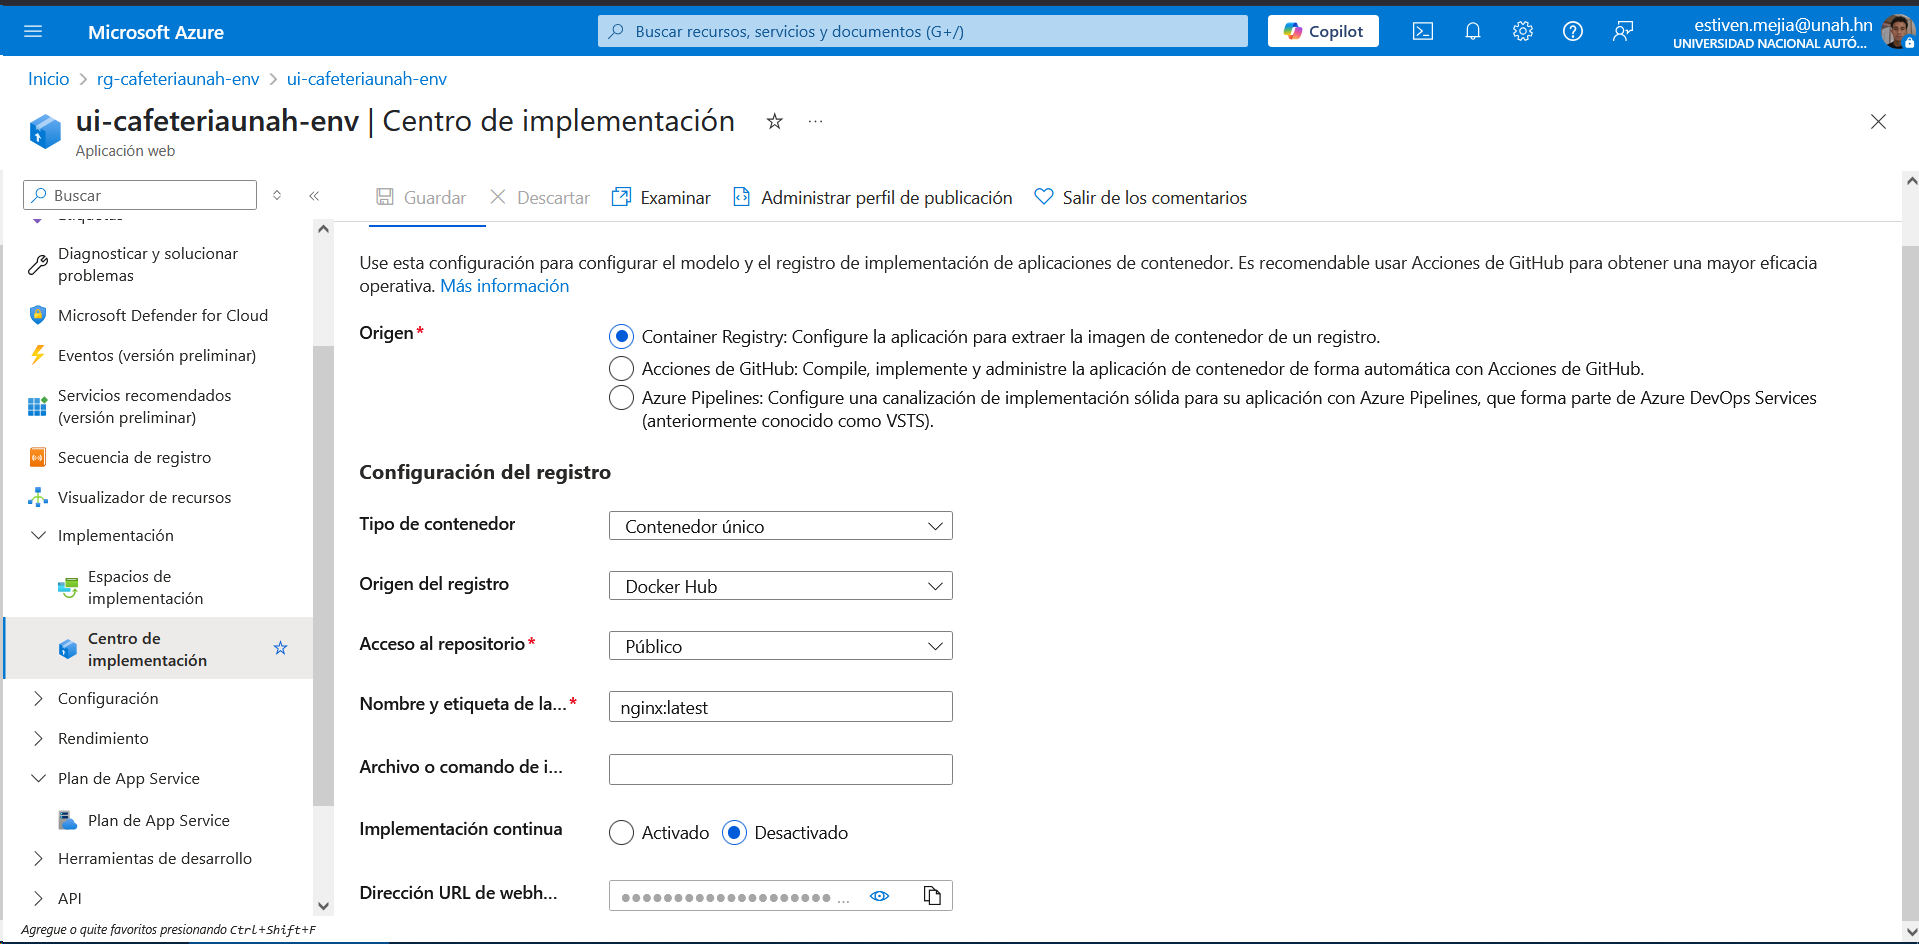 Microsoft Azure
Buscar recursos, servicios y documentos (G+/)
Copilot
estiven.mejia@unah.hn
UNIVERSIDAD NACIONAL AUTÓ...
Inicio > rg-cafeteriaunah-env > ui-cafeteriaunah-env
ui-cafeteriaunah-env | Centro de implementación
Aplicación web
Buscar
Guardar
Descartar
Examinar
Administrar perfil de publicación
Salir de los comentarios
Etiquetas
Diagnosticar y solucionar
problemas
Microsoft Defender for Cloud
Eventos (versión preliminar)
Servicios recomendados
(versión preliminar)
Secuencia de registro
Visualizador de recursos
Implementación
Espacios de
implementación
Centro de
implementación
Configuración
Rendimiento
Plan de App Service
Plan de App Service
Herramientas de desarrollo
API
Agregue o quite favoritos presionando Ctrl+Shift+F
Use esta configuración para configurar el modelo y el registro de implementación de aplicaciones de contenedor. Es recomendable usar Acciones de GitHub para obtener una mayor eficacia
operativa. Más información
Origen*
Container Registry: Configure la aplicación para extraer la imagen de contenedor de un registro.
Acciones de GitHub: Compile, implemente y administre la aplicación de contenedor de forma automática con Acciones de GitHub.
Azure Pipelines: Configure una canalización de implementación sólida para su aplicación con Azure Pipelines, que forma parte de Azure DevOps Services
(anteriormente conocido como VSTS).
Configuración del registro
Tipo de contenedor
Contenedor único
Origen del registro
Docker Hub
Acceso al repositorio*
Público
Nombre y etiqueta de la...*
nginx:latest
Archivo o comando de i...
Implementación continua
Activado
Desactivado
Dirección URL de webh...
●●●●●●●●●●●●●●●●●●●● ...